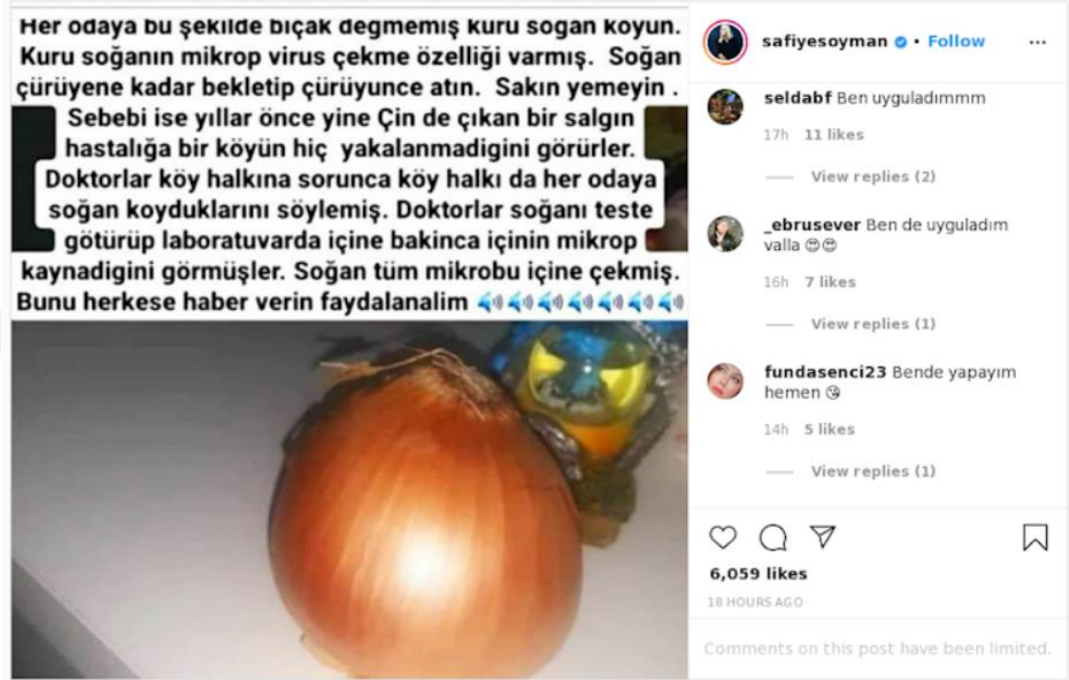 Her odaya bu şekilde bıçak değmemiş kuru soğan koyun.
Kuru soğanın mikrop virus çekme özelliği varmış. Soğan
çürüyene kadar bekletip çürüyunce atın. Sakın yemeyin .
Sebebi ise yıllar önce yine Çin de çıkan bir salgın
hastalığa bir köyün hiç yakalanmadigini görürler.
Doktorlar köy halkına sorunca köy halkı da her odaya
soğan koyduklarını söylemiş. Doktorlar soğanı teste
götürüp laboratuvarda içine bakinca içinin mikrop
kaynadigini görmüşler. Soğan tüm mikrobu içine çekmiş.
Bunu herkese haber verin faydalanalim 🔊🔊🔊🔊🔊🔊🔊
safiyesoyman • Follow
seldabf Ben uyguladımmm
17h 11 likes
View replies (2)
_ebrusever Ben de uyguladım
valla 😍😍
16h 7 likes
View replies (1)
fundasenci23 Bende yapayım
hemen 😘
14h 5 likes
View replies (1)
6,059 likes
18 HOURS AGO
Comments on this post have been limited.